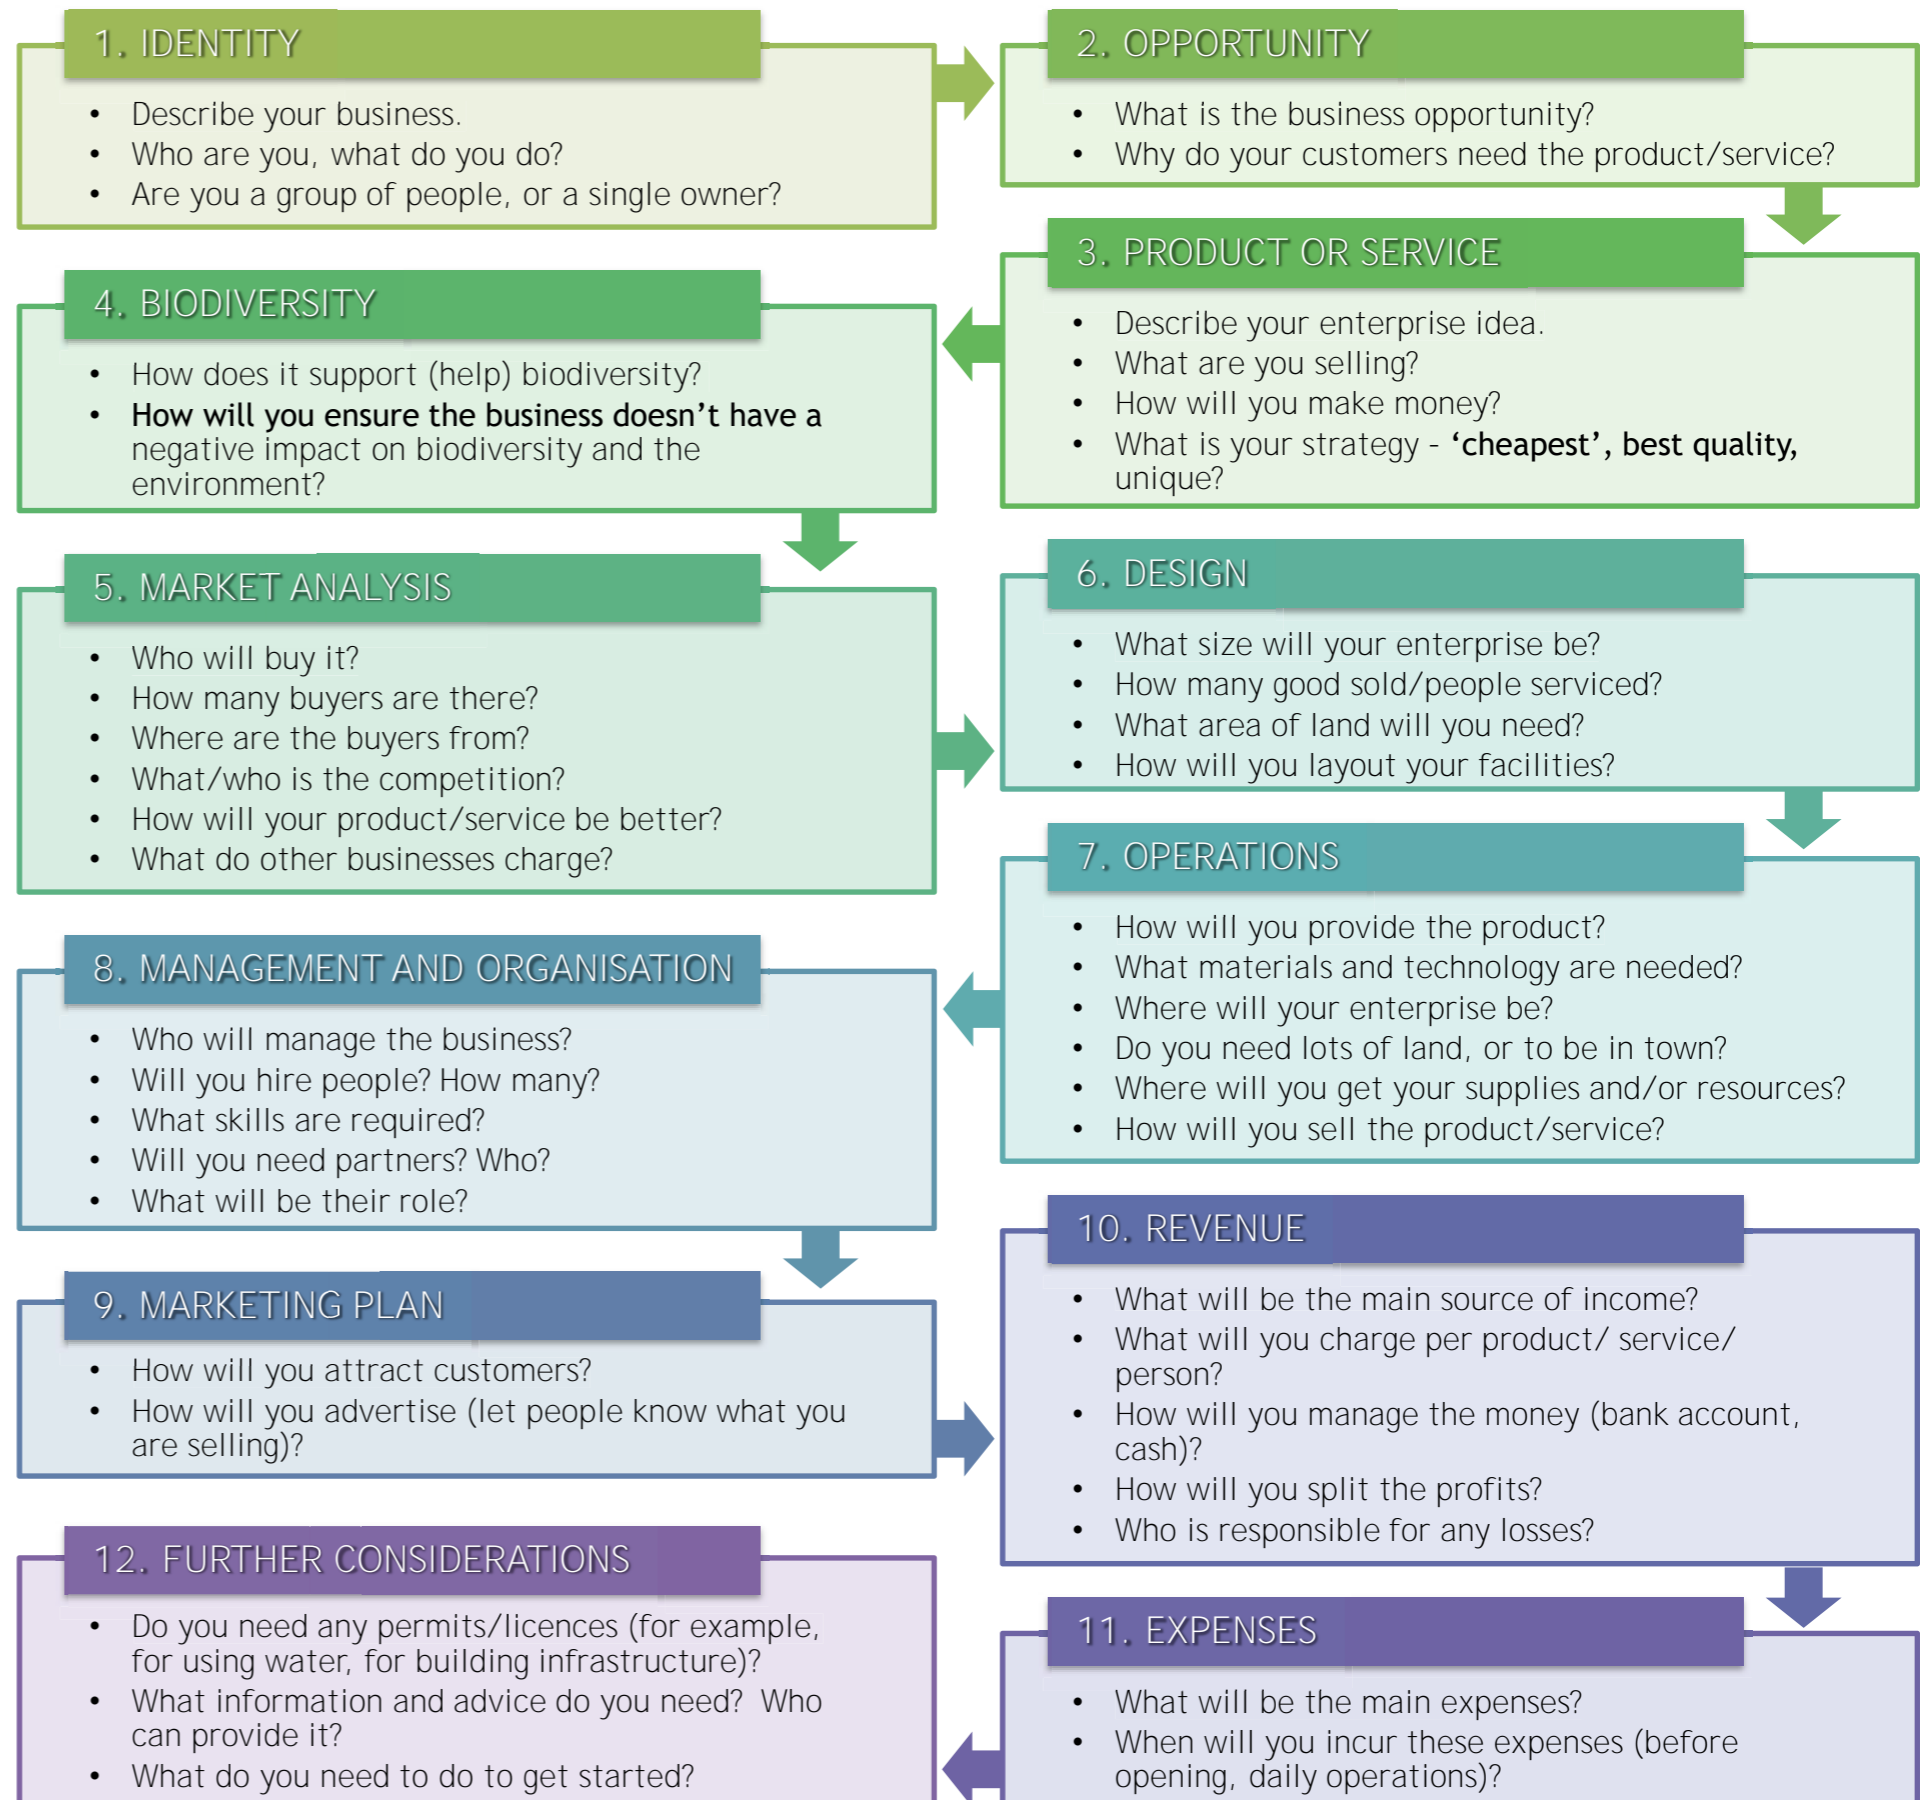 1. IDENTITY
• Describe your business.
• Who are you, what do you do?
• Are you a group of people, or a single owner?
2. OPPORTUNITY
• What is the business opportunity?
• Why do your customers need the product/service?
3. PRODUCT OR SERVICE
• Describe your enterprise idea.
• What are you selling?
• How will you make money?
• What is your strategy - ‘cheapest’, best quality,
unique?
4. BIODIVERSITY
• How does it support (help) biodiversity?
• How will you ensure the business doesn’t have a
negative impact on biodiversity and the
environment?
5. MARKET ANALYSIS
• Who will buy it?
• How many buyers are there?
• Where are the buyers from?
• What/who is the competition?
• How will your product/service be better?
• What do other businesses charge?
6. DESIGN
• What size will your enterprise be?
• How many good sold/people serviced?
• What area of land will you need?
• How will you layout your facilities?
7. OPERATIONS
• How will you provide the product?
• What materials and technology are needed?
• Where will your enterprise be?
• Do you need lots of land, or to be in town?
• Where will you get your supplies and/or resources?
• How will you sell the product/service?
8. MANAGEMENT AND ORGANISATION
• Who will manage the business?
• Will you hire people? How many?
• What skills are required?
• Will you need partners? Who?
• What will be their role?
9. MARKETING PLAN
• How will you attract customers?
• How will you advertise (let people know what you
are selling)?
10. REVENUE
• What will be the main source of income?
• What will you charge per product/ service/
person?
• How will you manage the money (bank account,
cash)?
• How will you split the profits?
• Who is responsible for any losses?
11. EXPENSES
• What will be the main expenses?
• When will you incur these expenses (before
opening, daily operations)?
12. FURTHER CONSIDERATIONS
• Do you need any permits/licences (for example,
for using water, for building infrastructure)?
• What information and advice do you need? Who
can provide it?
• What do you need to do to get started?